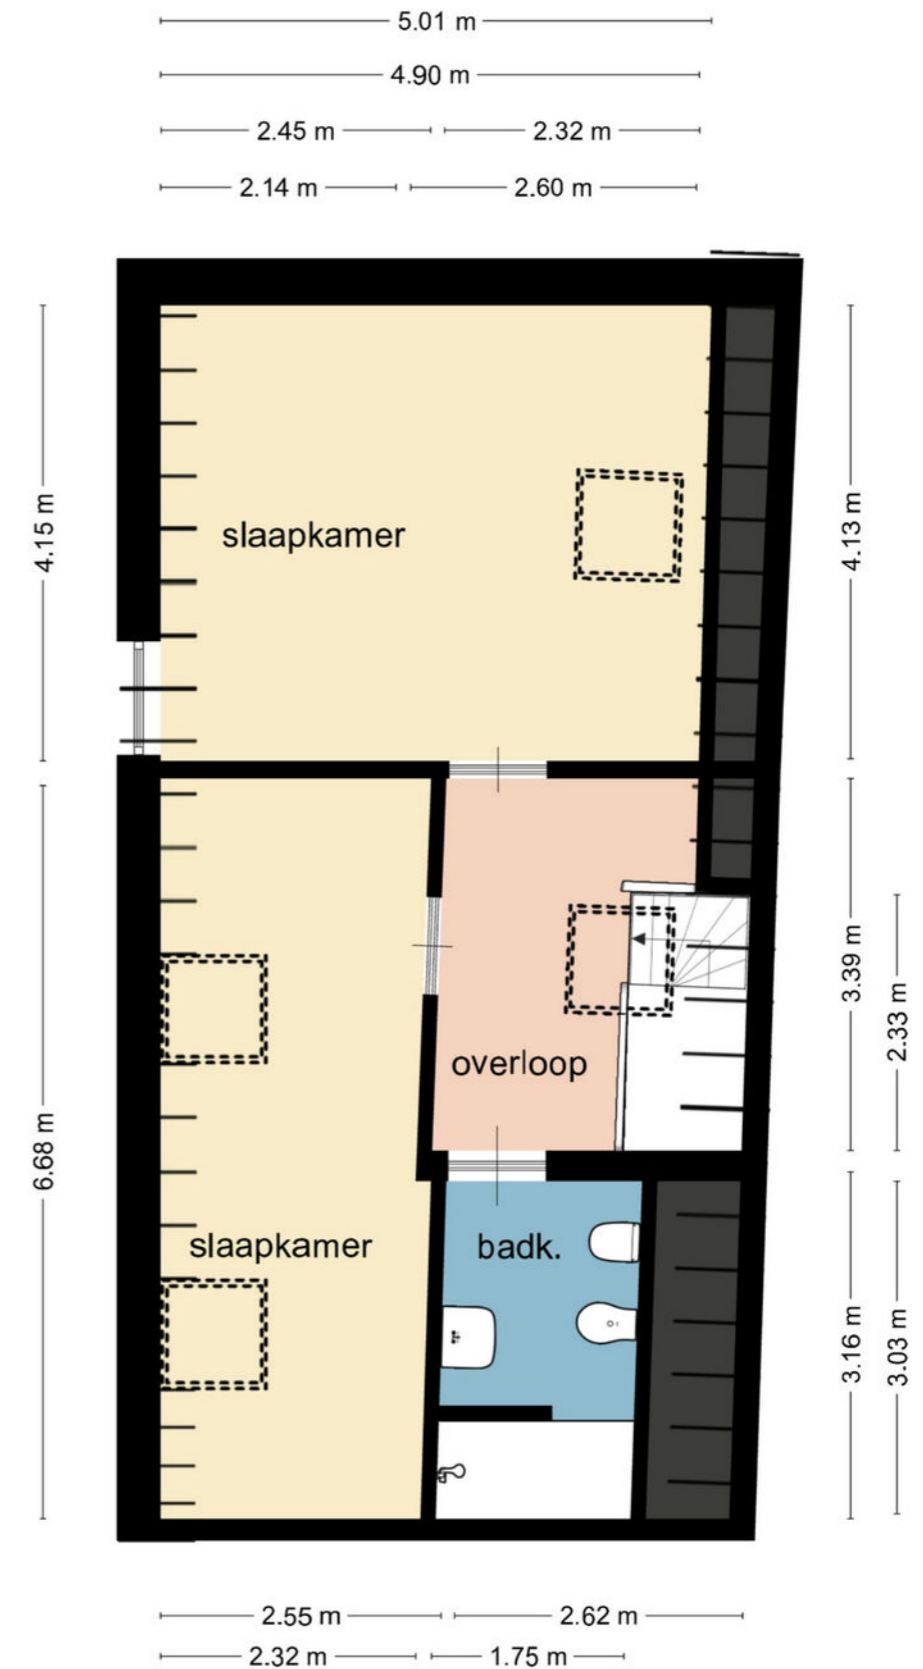 5.01 m
4.90 m
2.45 m
2.32 m
2.14 m
2.60 m
4.15 m
4.13 m
slaapkamer
3.39 m
2.33 m
overloop
6.68 m
slaapkamer
badk.
3.16 m
3.03 m
2.55 m
2.62 m
2.32 m
1.75 m